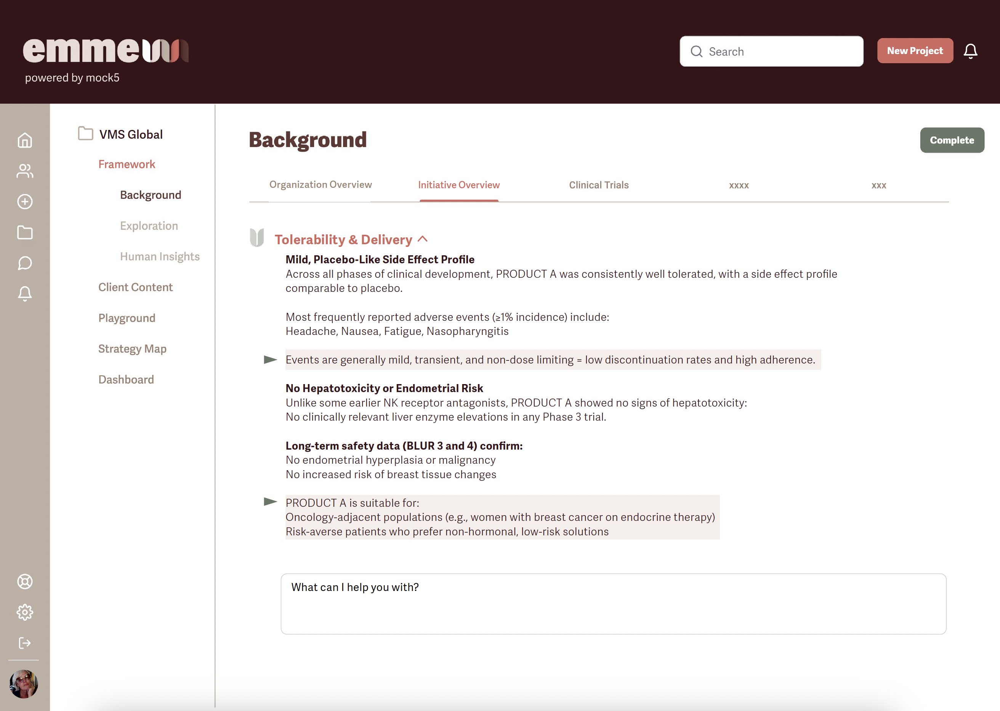 emme
powered by mock5
Search
New Project
VMS Global
Framework
Background
Exploration
Human Insights
Client Content
Playground
Strategy Map
Dashboard
Background
Complete
Organization Overview
Initiative Overview
Clinical Trials
xxxx
xxx
Tolerability & Delivery
Mild, Placebo-Like Side Effect Profile
Across all phases of clinical development, PRODUCT A was consistently well tolerated, with a side effect profile
comparable to placebo.
Most frequently reported adverse events (≥1% incidence) include:
Headache, Nausea, Fatigue, Nasopharyngitis
Events are generally mild, transient, and non-dose limiting = low discontinuation rates and high adherence.
No Hepatotoxicity or Endometrial Risk
Unlike some earlier NK receptor antagonists, PRODUCT A showed no signs of hepatotoxicity:
No clinically relevant liver enzyme elevations in any Phase 3 trial.
Long-term safety data (BLUR 3 and 4) confirm:
No endometrial hyperplasia or malignancy
No increased risk of breast tissue changes
PRODUCT A is suitable for:
Oncology-adjacent populations (e.g., women with breast cancer on endocrine therapy)
Risk-averse patients who prefer non-hormonal, low-risk solutions
What can I help you with?